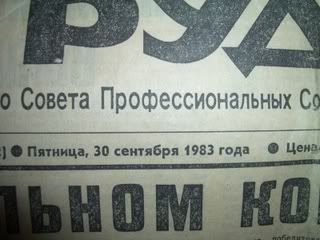 РУД
о Совета Профессиональных Со
) ● Пятница, 30 сентября 1983 года ● Цена
ЛЬНОМ КО